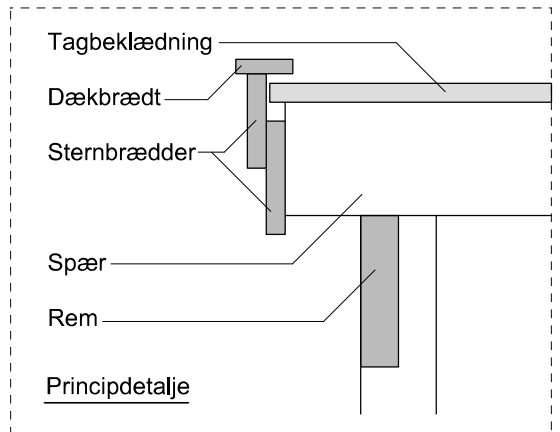 Tagbeklædning
Dækbrædt
Sternbrædder
Spær
Rem
Principdetalje